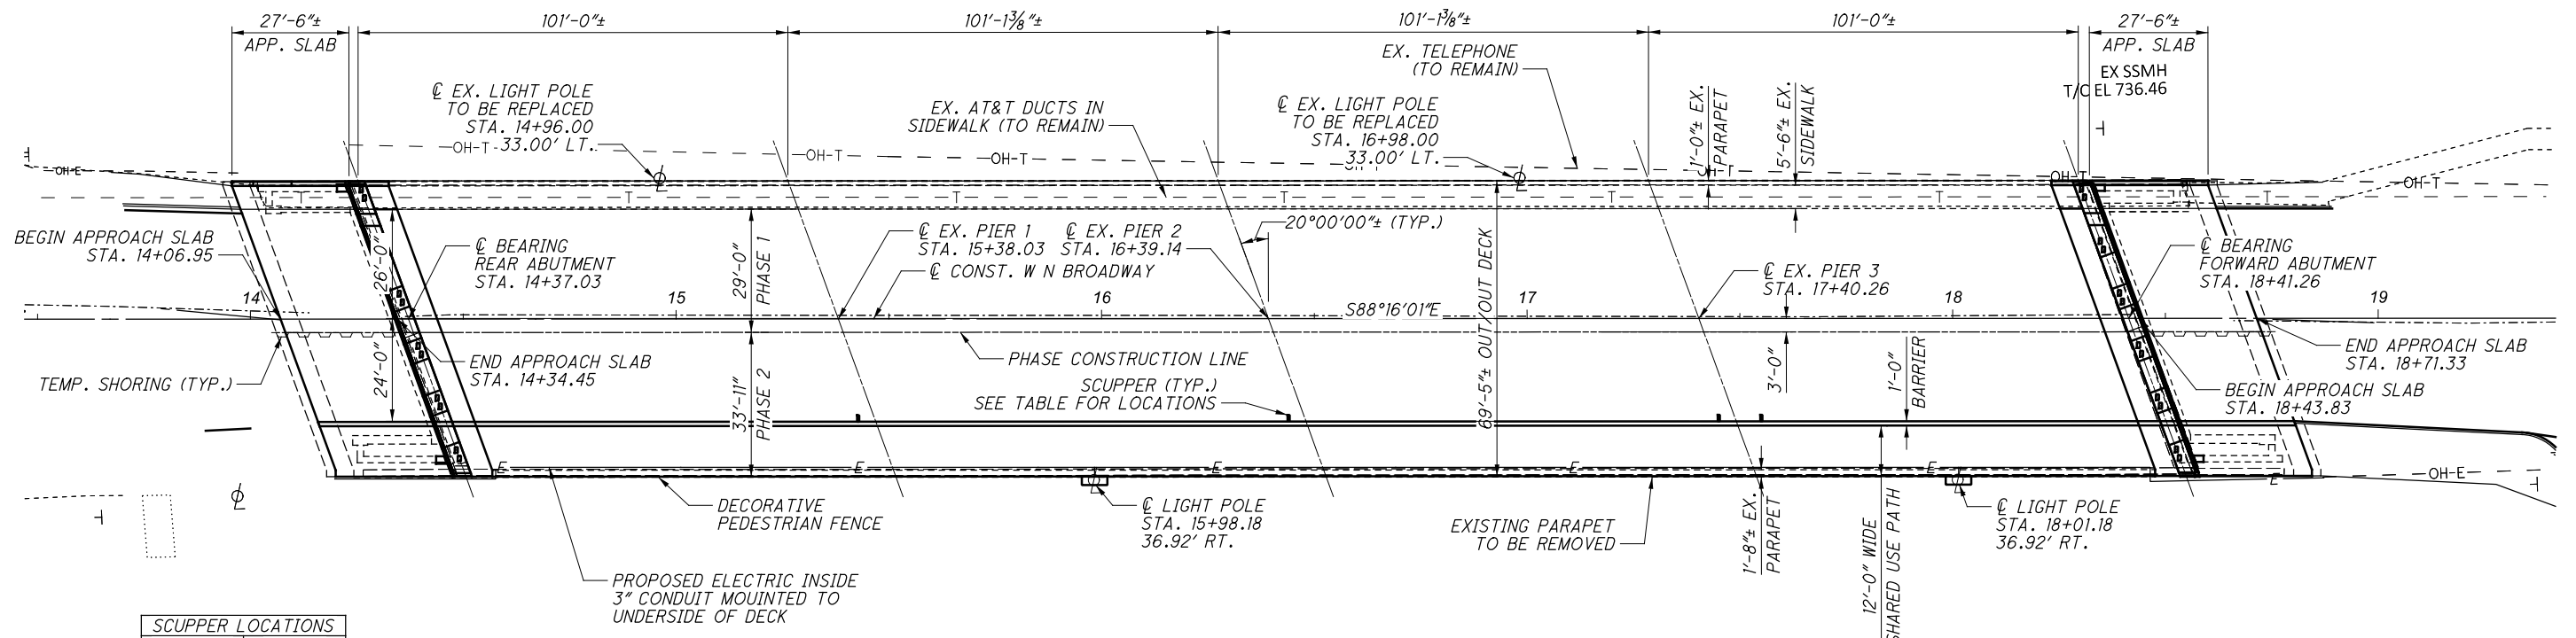 27'-6"±
APP. SLAB
101'-0"±
101'-1⅜"±
101'-1⅜"±
101'-0"±
27'-6"±
APP. SLAB
EX SSMH
T/C EL 736.46
EX. TELEPHONE
(TO REMAIN)
℄ EX. LIGHT POLE
TO BE REPLACED
STA. 14+96.00
33.00' LT.
EX. AT&T DUCTS IN
SIDEWALK (TO REMAIN)
℄ EX. LIGHT POLE
TO BE REPLACED
STA. 16+98.00
33.00' LT.
1'-0"± EX.
PARAPET
5'-6"± EX.
SIDEWALK
OH-E
OH-T
OH-T
OH-T
OH-T
OH-T
T
T
T
T
T
T
BEGIN APPROACH SLAB
STA. 14+06.95
26'-0"
℄ BEARING
REAR ABUTMENT
STA. 14+37.03
29'-0"
PHASE 1
℄ EX. PIER 1
STA. 15+38.03
℄ EX. PIER 2
STA. 16+39.14
20°00'00"± (TYP.)
℄ CONST. W N BROADWAY
℄ EX. PIER 3
STA. 17+40.26
℄ BEARING
FORWARD ABUTMENT
STA. 18+41.26
14
15
16
S88°16'01"E
17
18
19
TEMP. SHORING (TYP.)
24'-0"
END APPROACH SLAB
STA. 14+34.45
33'-11"
PHASE 2
PHASE CONSTRUCTION LINE
SCUPPER (TYP.)
SEE TABLE FOR LOCATIONS
69'-5"± OUT/OUT DECK
3'-0"
1'-0"
BARRIER
END APPROACH SLAB
STA. 18+71.33
BEGIN APPROACH SLAB
STA. 18+43.83
E
E
E
E
E
E
OH-E
DECORATIVE
PEDESTRIAN FENCE
℄ LIGHT POLE
STA. 15+98.18
36.92' RT.
EXISTING PARAPET
TO BE REMOVED
1'-8"± EX.
PARAPET
12'-0" WIDE
SHARED USE PATH
℄ LIGHT POLE
STA. 18+01.18
36.92' RT.
PROPOSED ELECTRIC INSIDE
3" CONDUIT MOUINTED TO
UNDERSIDE OF DECK
SCUPPER LOCATIONS